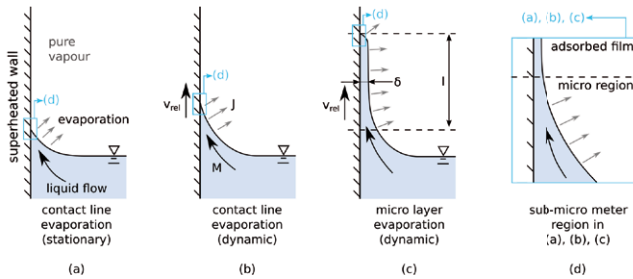 superheated wall
pure
vapour
(d)
evaporation
liquid flow
contact line
evaporation
(stationary)
(a)
v_rel
(d)
J
M
contact line
evaporation
(dynamic)
(b)
(d)
v_rel
δ
l
micro layer
evaporation
(dynamic)
(c)
(a), (b), (c)
adsorbed film
micro region
sub-micro meter
region in
(a), (b), (c)
(d)